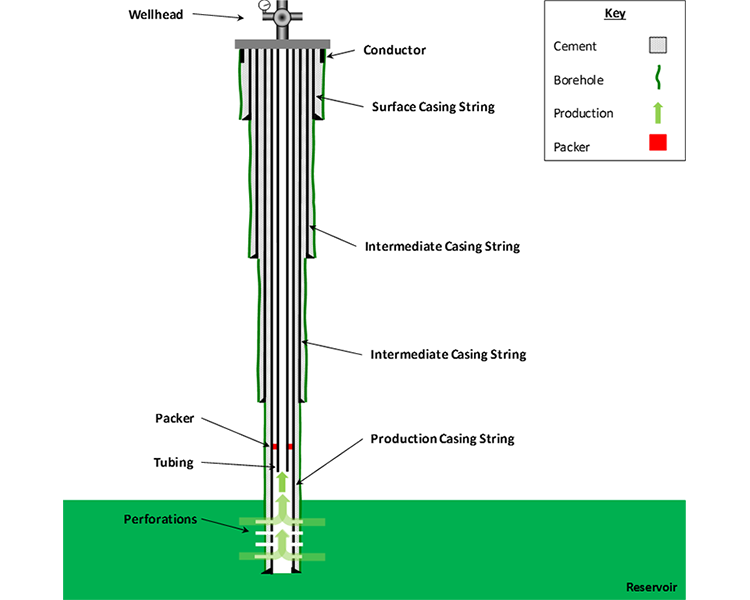 Wellhead
Key
Conductor
Cement
Borehole
Surface Casing String
Production
Packer
Intermediate Casing String
Intermediate Casing String
Packer
Production Casing String
Tubing
Perforations
Reservoir